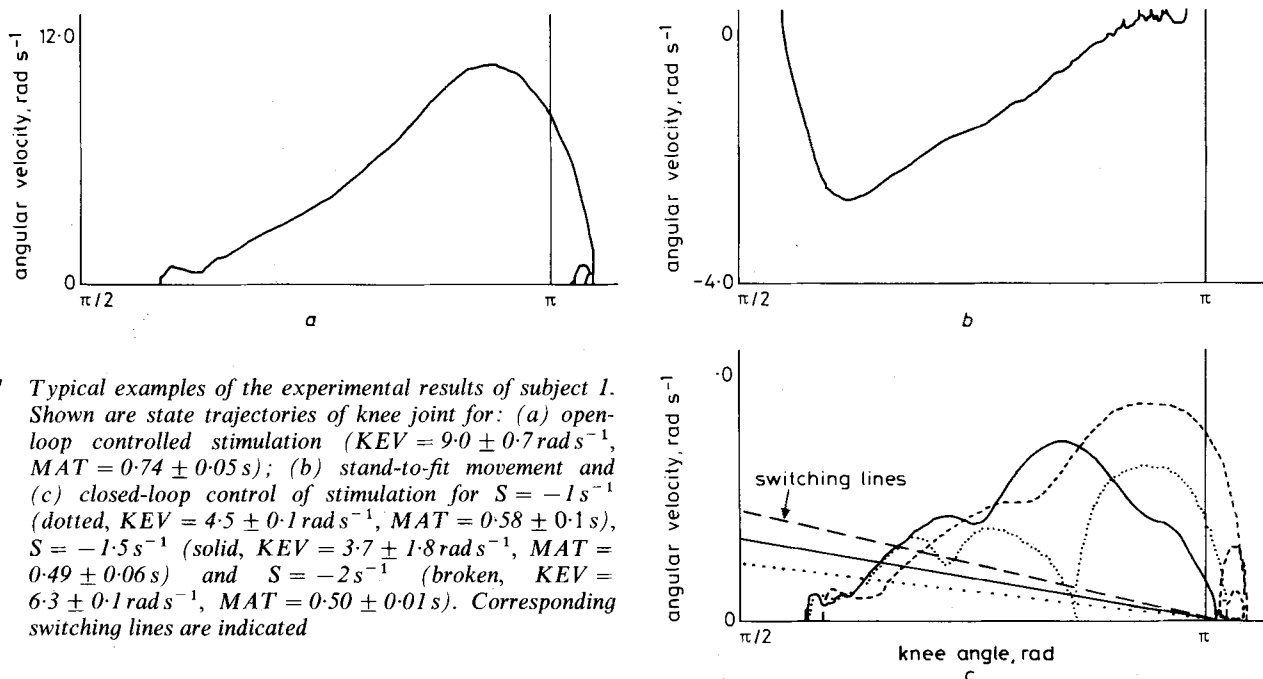 12·0
angular velocity, rad s⁻¹
0
π/2
π
a
0
angular velocity, rad s⁻¹
-4·0
π/2
π
b
Typical examples of the experimental results of subject 1.
Shown are state trajectories of knee joint for: (a) open-
loop controlled stimulation (KEV = 9·0 ± 0·7 rad s⁻¹,
MAT = 0·74 ± 0·05 s); (b) stand-to-fit movement and
(c) closed-loop control of stimulation for S = −1 s⁻¹
(dotted, KEV = 4·5 ± 0·1 rad s⁻¹, MAT = 0·58 ± 0·1 s),
S = −1·5 s⁻¹ (solid, KEV = 3·7 ± 1·8 rad s⁻¹, MAT =
0·49 ± 0·06 s) and S = −2 s⁻¹ (broken, KEV =
6·3 ± 0·1 rad s⁻¹, MAT = 0·50 ± 0·01 s). Corresponding
switching lines are indicated
·0
angular velocity, rad s⁻¹
switching lines
0
π/2
π
knee angle, rad
c